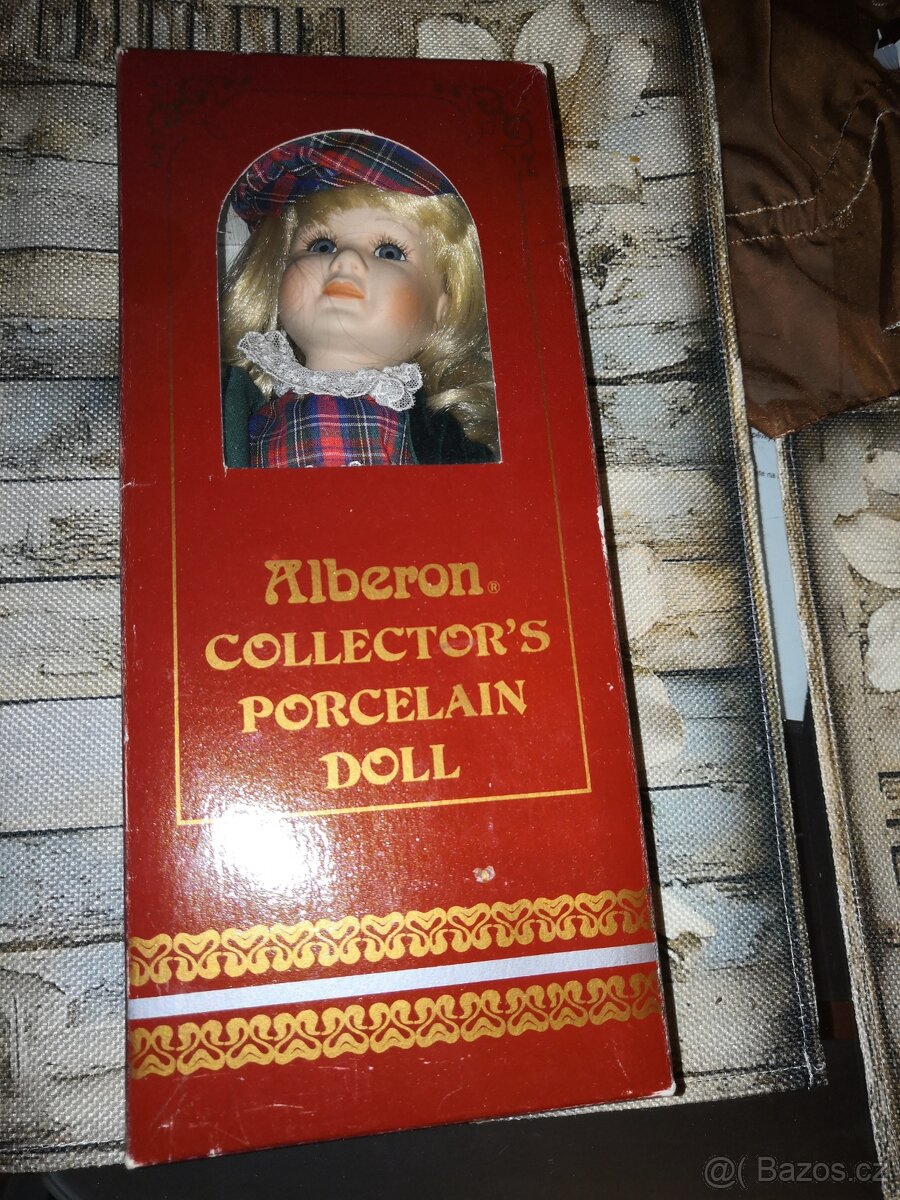 Alberon®
COLLECTOR'S
PORCELAIN
DOLL
@( Bazos.cz